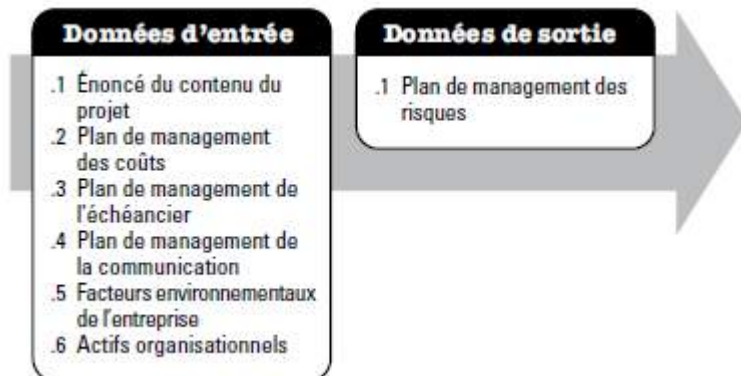 Données d'entrée
.1 Énoncé du contenu du
projet
.2 Plan de management
des coûts
.3 Plan de management de
l'échéancier
.4 Plan de management de
la communication
.5 Facteurs environnementaux
de l'entreprise
.6 Actifs organisationnels
Données de sortie
.1 Plan de management des
risques